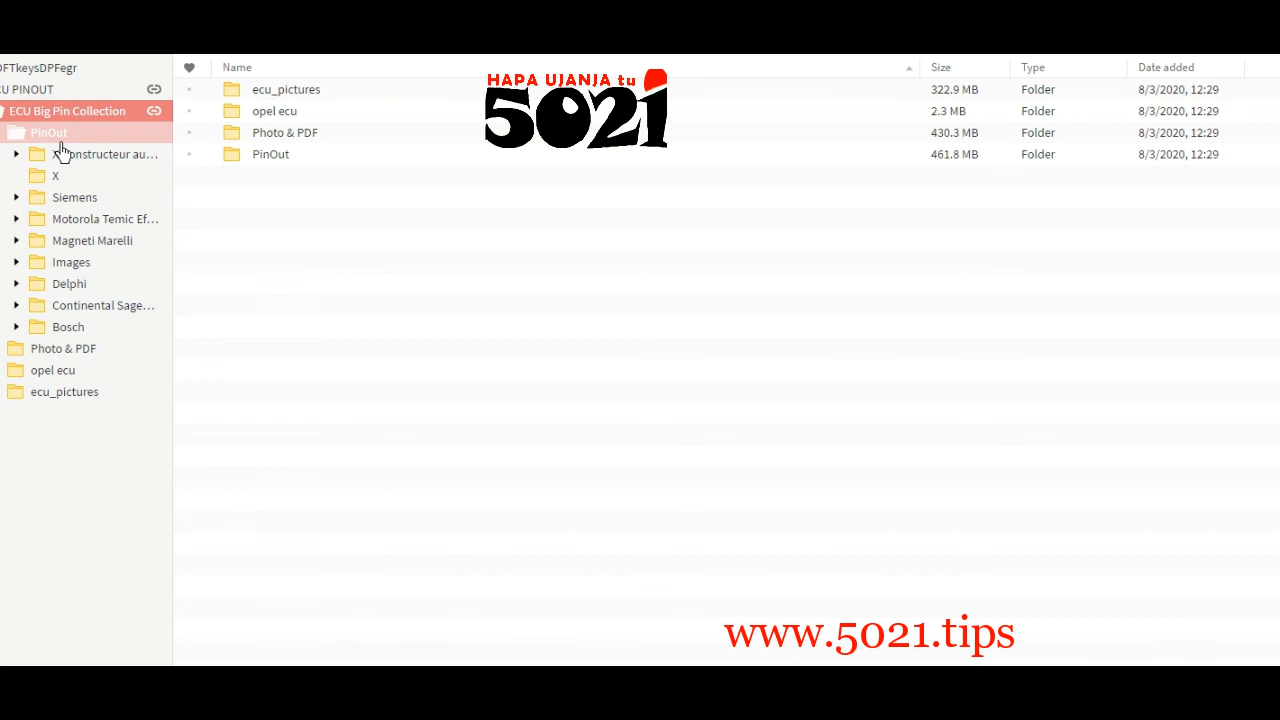 DFTkeysDPFegr
CU PINOUT
ECU Big Pin Collection
PinOut
X Constructeur au...
X
Siemens
Motorola Temic Ef...
Magneti Marelli
Images
Delphi
Continental Sage...
Bosch
Photo & PDF
opel ecu
ecu_pictures
Name Size Type Date added
ecu_pictures 322.9 MB Folder 8/3/2020, 12:29
opel ecu 2.3 MB Folder 8/3/2020, 12:29
Photo & PDF 430.3 MB Folder 8/3/2020, 12:29
PinOut 461.8 MB Folder 8/3/2020, 12:29
HAPA UJANJA tu
5021
www.5021.tips